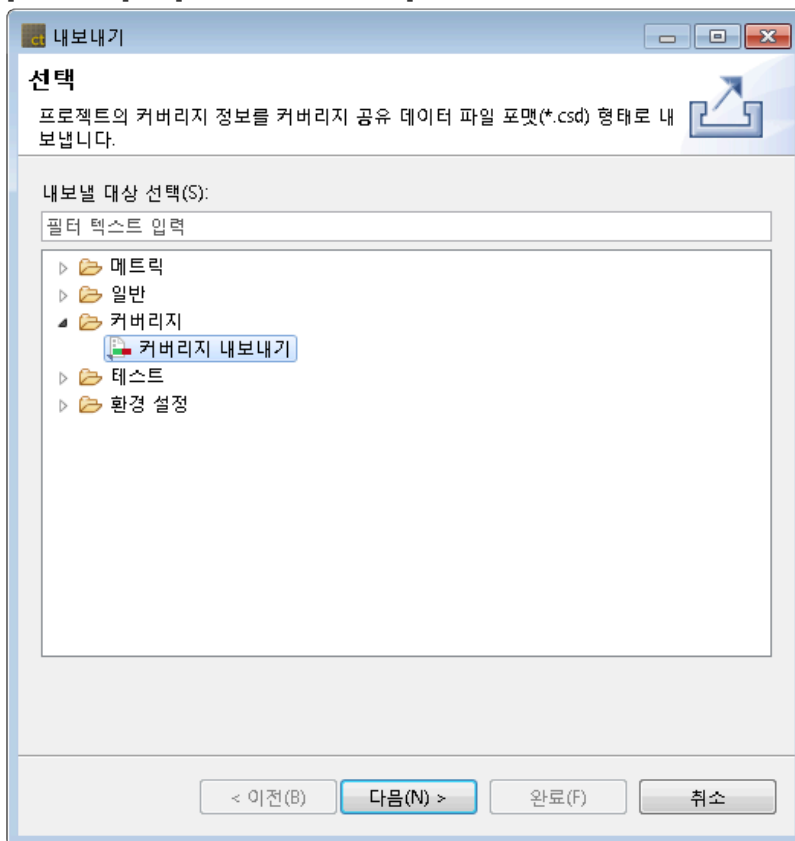 ct 내보내기
선택
프로젝트의 커버리지 정보를 커버리지 공유 데이터 파일 포맷(*.csd) 형태로 내
보냅니다.
내보낼 대상 선택(S):
필터 텍스트 입력
메트릭
일반
커버리지
커버리지 내보내기
테스트
환경 설정
< 이전(B) 다음(N) > 완료(F) 취소